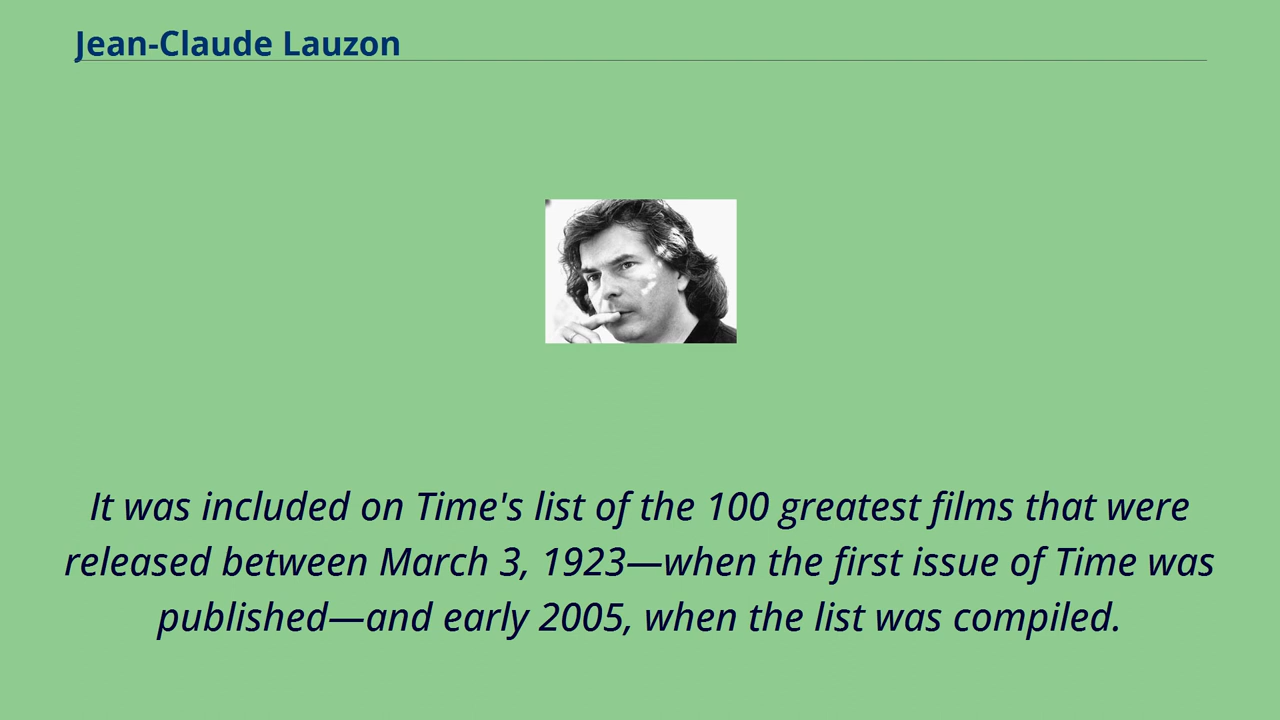 Jean-Claude Lauzon
It was included on Time's list of the 100 greatest films that were
released between March 3, 1923—when the first issue of Time was
published—and early 2005, when the list was compiled.